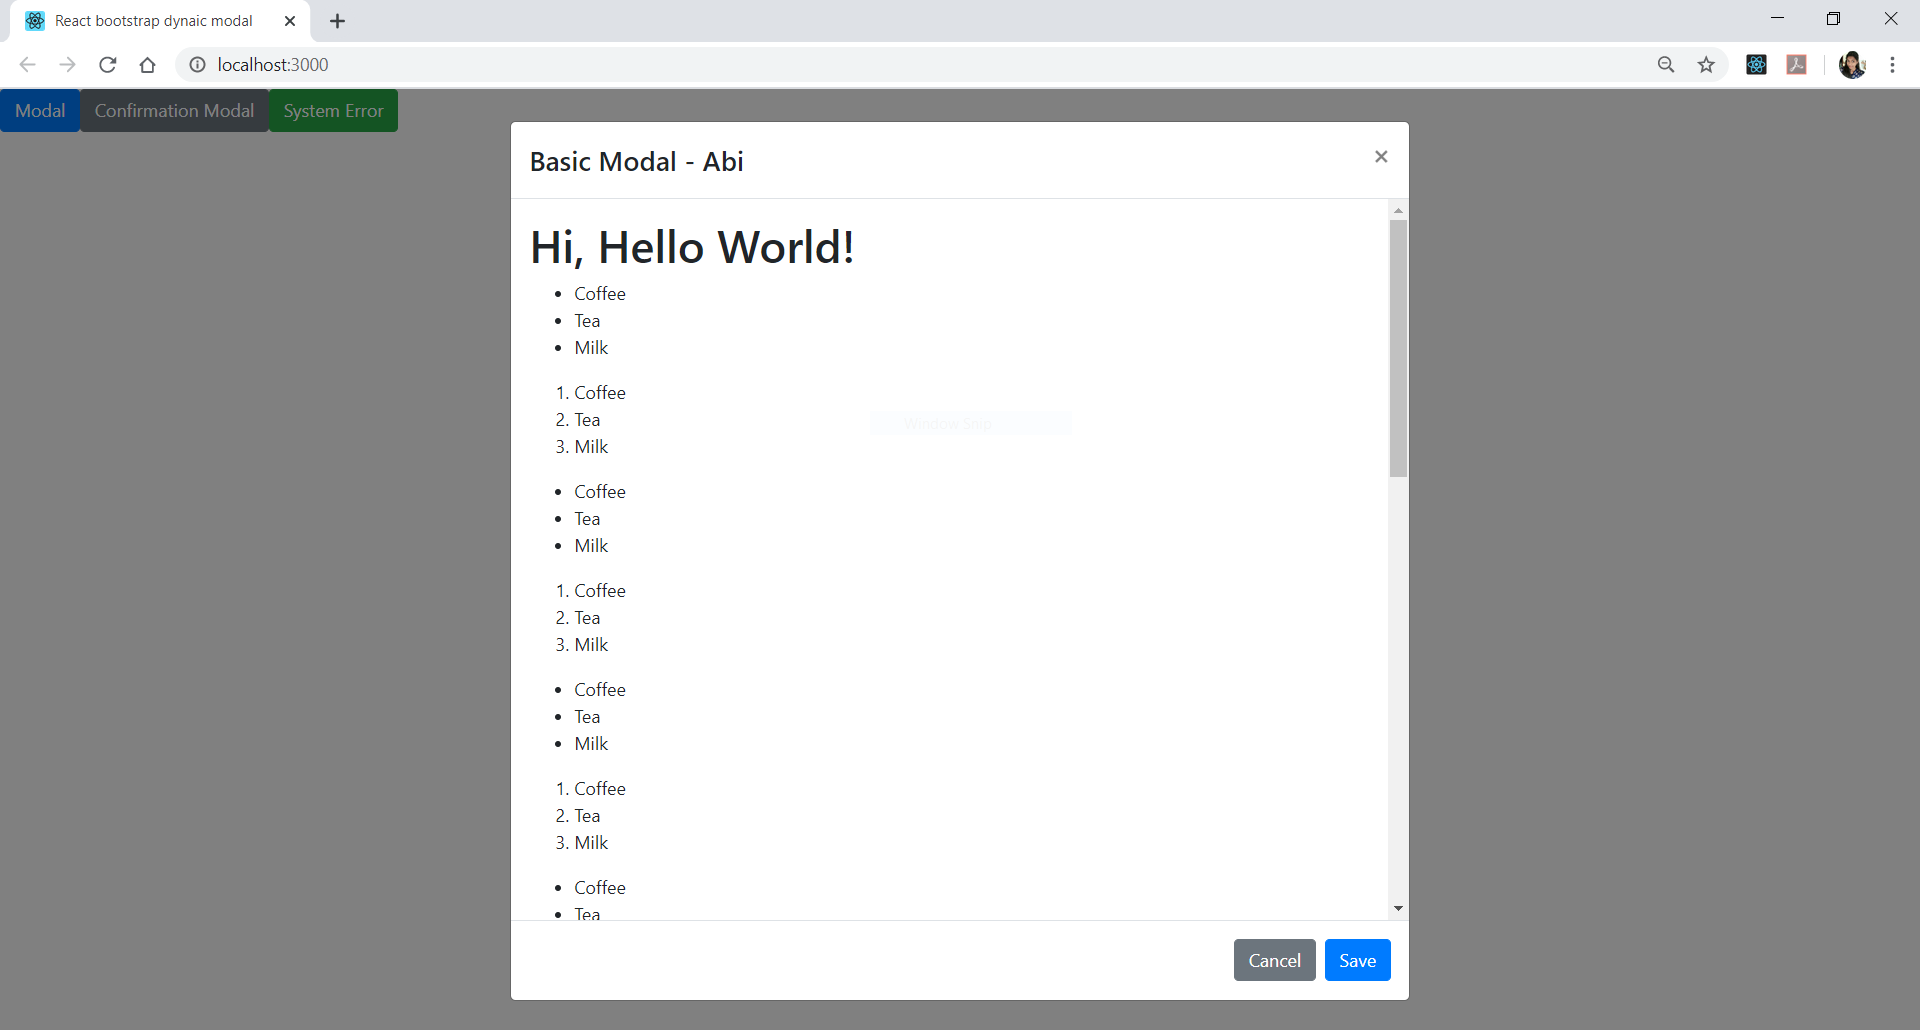 React bootstrap dynaic modal
localhost:3000
Modal Confirmation Modal System Error
Basic Modal - Abi
×
Hi, Hello World!
• Coffee
• Tea
• Milk
1. Coffee
2. Tea
3. Milk
Window Snip
• Coffee
• Tea
• Milk
1. Coffee
2. Tea
3. Milk
• Coffee
• Tea
• Milk
1. Coffee
2. Tea
3. Milk
• Coffee
• Tea
Cancel Save